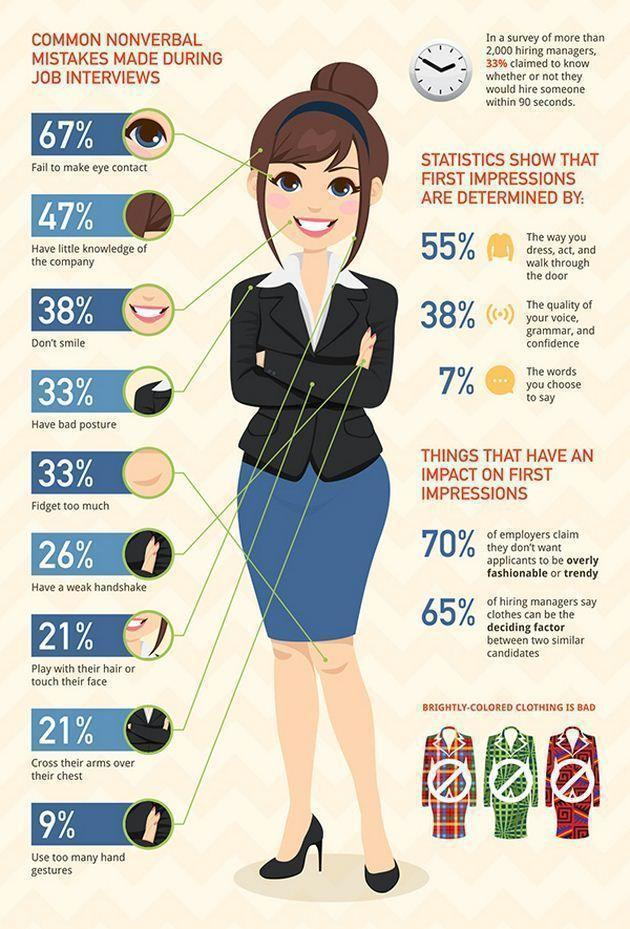 COMMON NONVERBAL
MISTAKES MADE DURING
JOB INTERVIEWS
67%
Fail to make eye contact
47%
Have little knowledge of
the company
38%
Don't smile
33%
Have bad posture
33%
Fidget too much
26%
Have a weak handshake
21%
Play with their hair or
touch their face
21%
Cross their arms over
their chest
9%
Use too many hand
gestures
In a survey of more than
2,000 hiring managers,
33% claimed to know
whether or not they
would hire someone
within 90 seconds.
STATISTICS SHOW THAT
FIRST IMPRESSIONS
ARE DETERMINED BY:
55%
The way you
dress, act, and
walk through
the door
38%
The quality of
your voice,
grammar, and
confidence
7%
The words
you choose
to say
THINGS THAT HAVE AN
IMPACT ON FIRST
IMPRESSIONS
70%
of employers claim
they don't want
applicants to be overly
fashionable or trendy
65%
of hiring managers say
clothes can be the
deciding factor
between two similar
candidates
BRIGHTLY-COLORED CLOTHING IS BAD